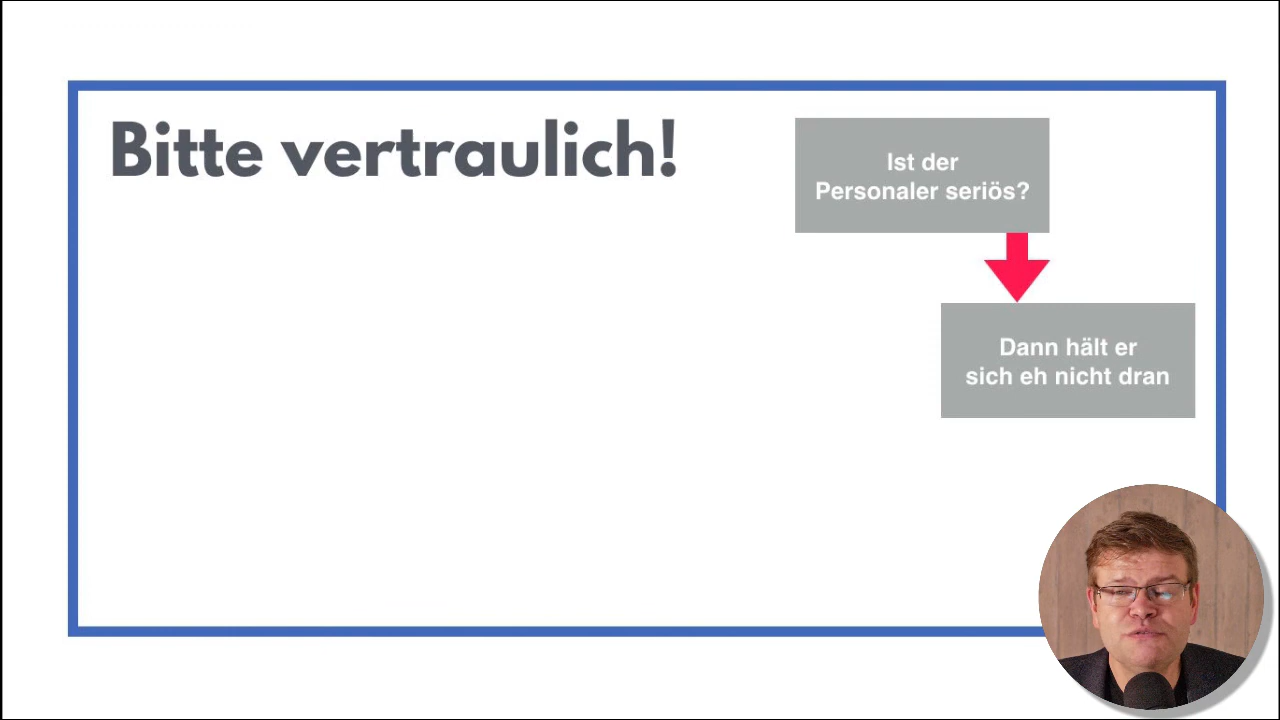 Bitte vertraulich!
Ist der
Personaler seriös?
Dann hält er
sich eh nicht dran